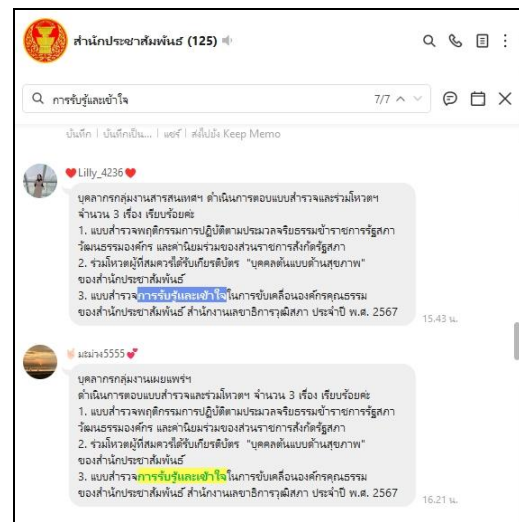 สำนักประชาสัมพันธ์ (125)
การรับรู้และเข้าใจ 7/7
บันทึก | บันทึกเป็น... | แชร์ | ส่งไปยัง Keep Memo
❤️Lilly_4236❤️
บุคลากรกลุ่มงานสารสนเทศฯ ดำเนินการตอบแบบสำรวจและร่วมโหวตฯ
จำนวน 3 เรื่อง เรียบร้อยค่ะ
1. แบบสำรวจพฤติกรรมการปฏิบัติตามประมวลจริยธรรมข้าราชการรัฐสภา
วัฒนธรรมองค์กร และค่านิยมร่วมของส่วนราชการสังกัดรัฐสภา
2. ร่วมโหวตผู้ที่สมควรได้รับเกียรติบัตร "บุคคลต้นแบบด้านสุขภาพ"
ของสำนักประชาสัมพันธ์
3. แบบสำรวจการรับรู้และเข้าใจในการขับเคลื่อนองค์กรคุณธรรม
ของสำนักประชาสัมพันธ์ สำนักงานเลขาธิการวุฒิสภา ประจำปี พ.ศ. 2567
15.43 น.
มะม่วง5555💕
บุคลากรกลุ่มงานเผยแพร่ฯ
ดำเนินการตอบแบบสำรวจและร่วมโหวตฯ จำนวน 3 เรื่อง เรียบร้อยค่ะ
1. แบบสำรวจพฤติกรรมการปฏิบัติตามประมวลจริยธรรมข้าราชการรัฐสภา
วัฒนธรรมองค์กร และค่านิยมร่วมของส่วนราชการสังกัดรัฐสภา
2. ร่วมโหวตผู้ที่สมควรได้รับเกียรติบัตร "บุคคลต้นแบบด้านสุขภาพ"
ของสำนักประชาสัมพันธ์
3. แบบสำรวจการรับรู้และเข้าใจในการขับเคลื่อนองค์กรคุณธรรม
ของสำนักประชาสัมพันธ์ สำนักงานเลขาธิการวุฒิสภา ประจำปี พ.ศ. 2567
16.21 น.